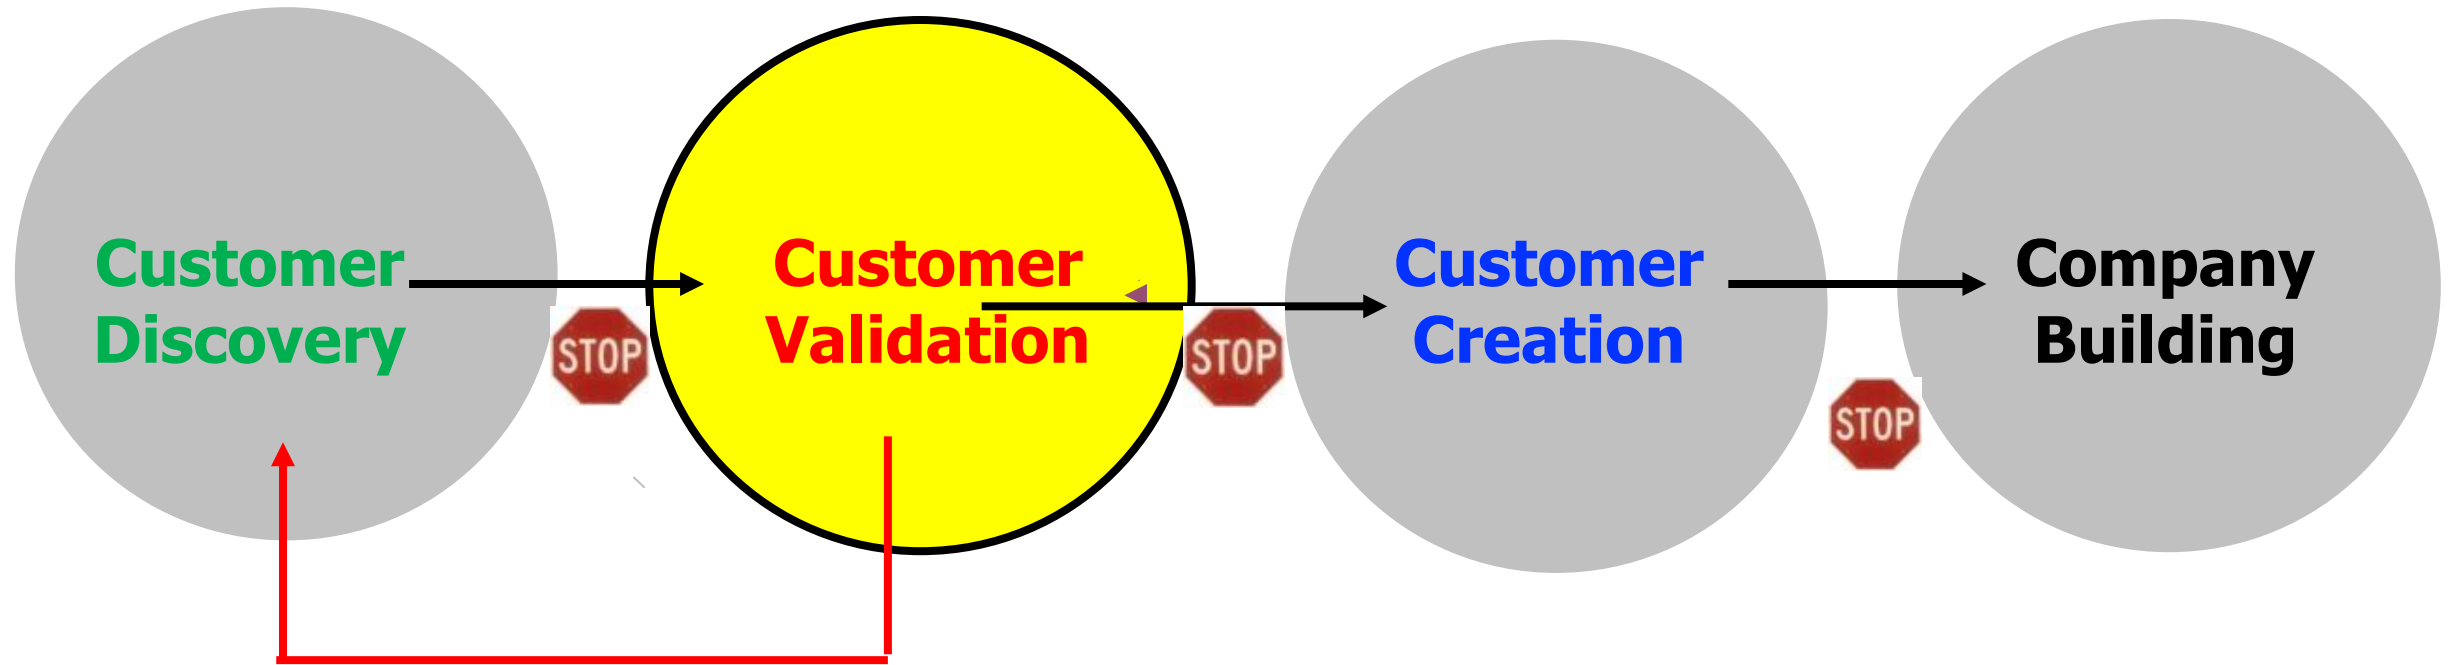 Customer
Discovery
STOP
Customer
Validation
STOP
Customer
Creation
STOP
Company
Building